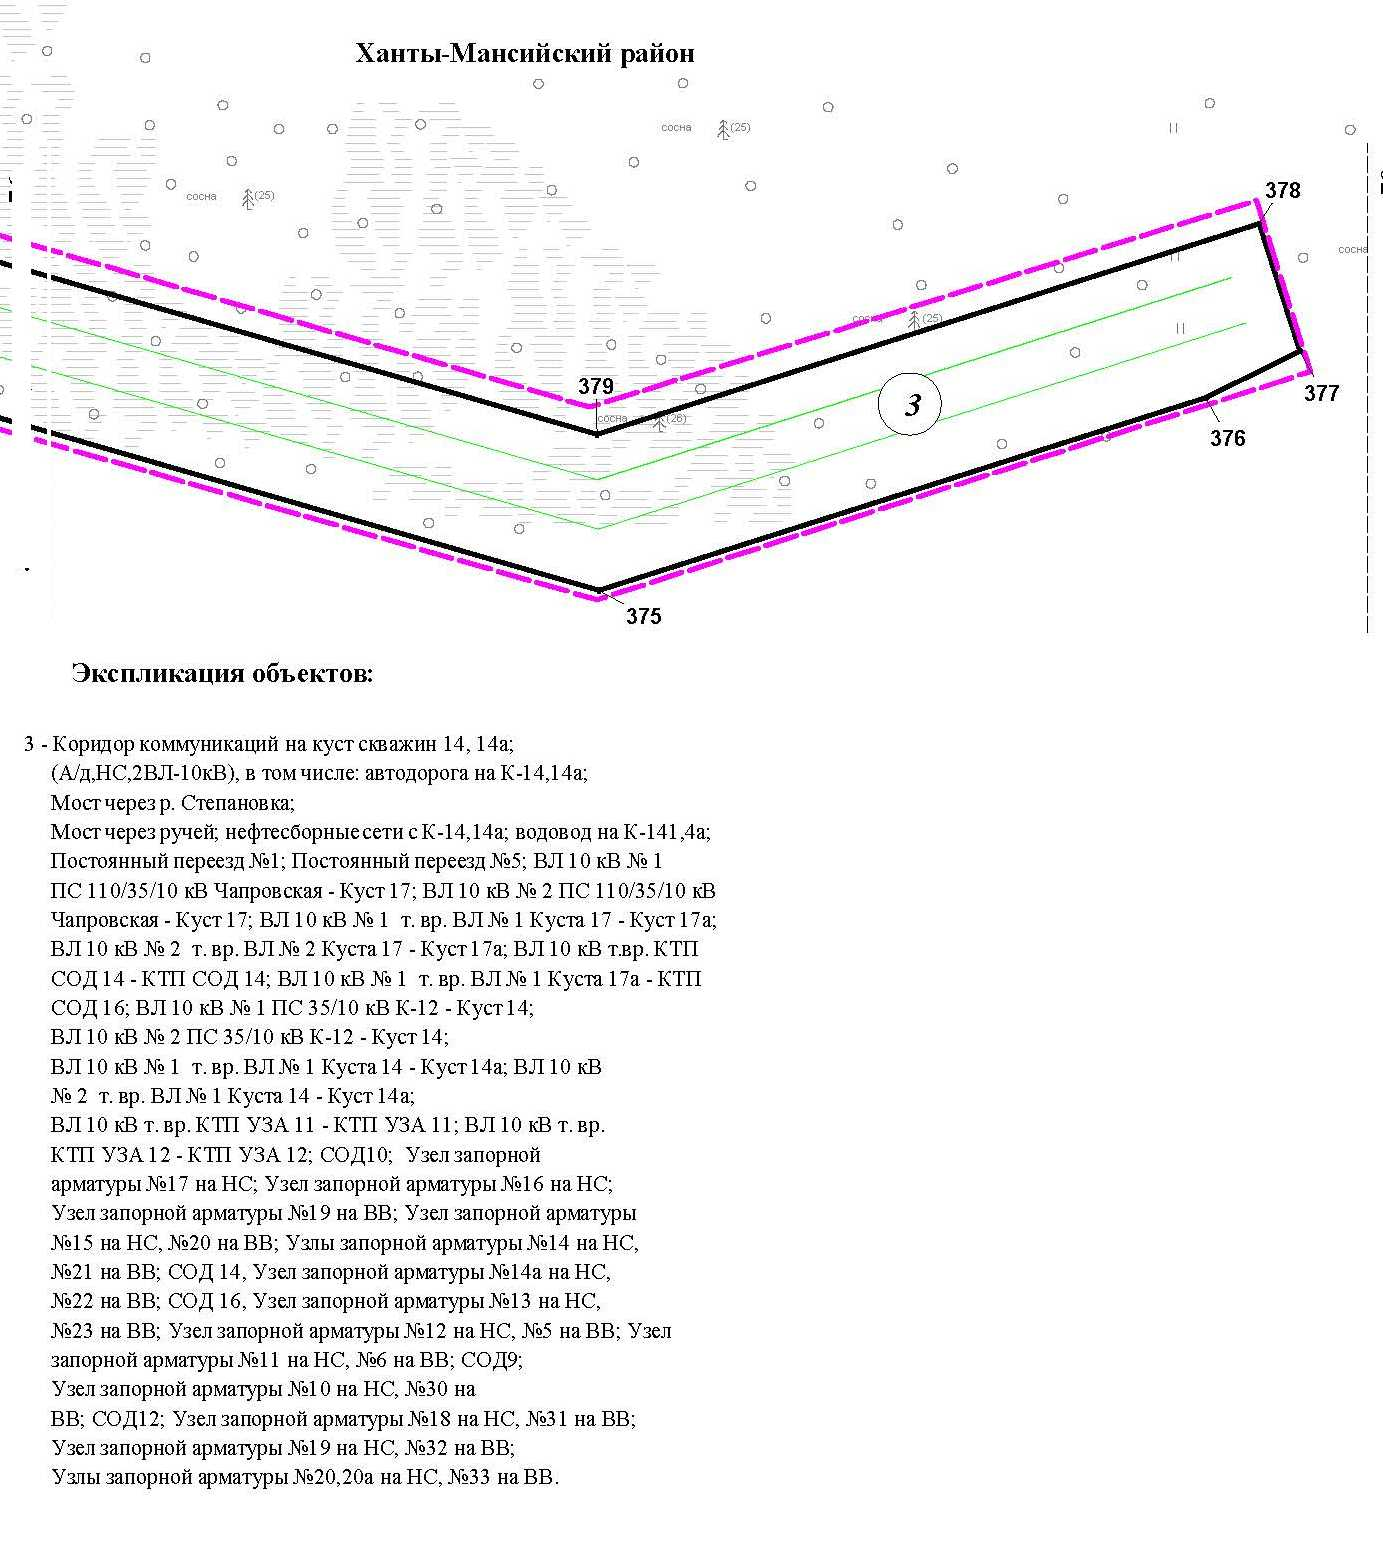 Ханты-Мансийский район
сосна (25)
сосна (25)
378
сосна
сосна (25)
379
377
3
сосна (26)
376
375
Экспликация объектов:
3 - Коридор коммуникаций на куст скважин 14, 14а;
(А/д,НС,2ВЛ-10кВ), в том числе: автодорога на К-14,14а;
Мост через р. Степановка;
Мост через ручей; нефтесборные сети с К-14,14а; водовод на К-141,4а;
Постоянный переезд №1; Постоянный переезд №5; ВЛ 10 кВ № 1
ПС 110/35/10 кВ Чапровская - Куст 17; ВЛ 10 кВ № 2 ПС 110/35/10 кВ
Чапровская - Куст 17; ВЛ 10 кВ № 1 т. вр. ВЛ № 1 Куста 17 - Куст 17а;
ВЛ 10 кВ № 2 т. вр. ВЛ № 2 Куста 17 - Куст 17а; ВЛ 10 кВ т.вр. КТП
СОД 14 - КТП СОД 14; ВЛ 10 кВ № 1 т. вр. ВЛ № 1 Куста 17а - КТП
СОД 16; ВЛ 10 кВ № 1 ПС 35/10 кВ К-12 - Куст 14;
ВЛ 10 кВ № 2 ПС 35/10 кВ К-12 - Куст 14;
ВЛ 10 кВ № 1 т. вр. ВЛ № 1 Куста 14 - Куст 14а; ВЛ 10 кВ
№ 2 т. вр. ВЛ № 1 Куста 14 - Куст 14а;
ВЛ 10 кВ т. вр. КТП УЗА 11 - КТП УЗА 11; ВЛ 10 кВ т. вр.
КТП УЗА 12 - КТП УЗА 12; СОД10; Узел запорной
арматуры №17 на НС; Узел запорной арматуры №16 на НС;
Узел запорной арматуры №19 на ВВ; Узел запорной арматуры
№15 на НС, №20 на ВВ; Узлы запорной арматуры №14 на НС,
№21 на ВВ; СОД 14, Узел запорной арматуры №14а на НС,
№22 на ВВ; СОД 16, Узел запорной арматуры №13 на НС,
№23 на ВВ; Узел запорной арматуры №12 на НС, №5 на ВВ; Узел
запорной арматуры №11 на НС, №6 на ВВ; СОД9;
Узел запорной арматуры №10 на НС, №30 на
ВВ; СОД12; Узел запорной арматуры №18 на НС, №31 на ВВ;
Узел запорной арматуры №19 на НС, №32 на ВВ;
Узлы запорной арматуры №20,20а на НС, №33 на ВВ.